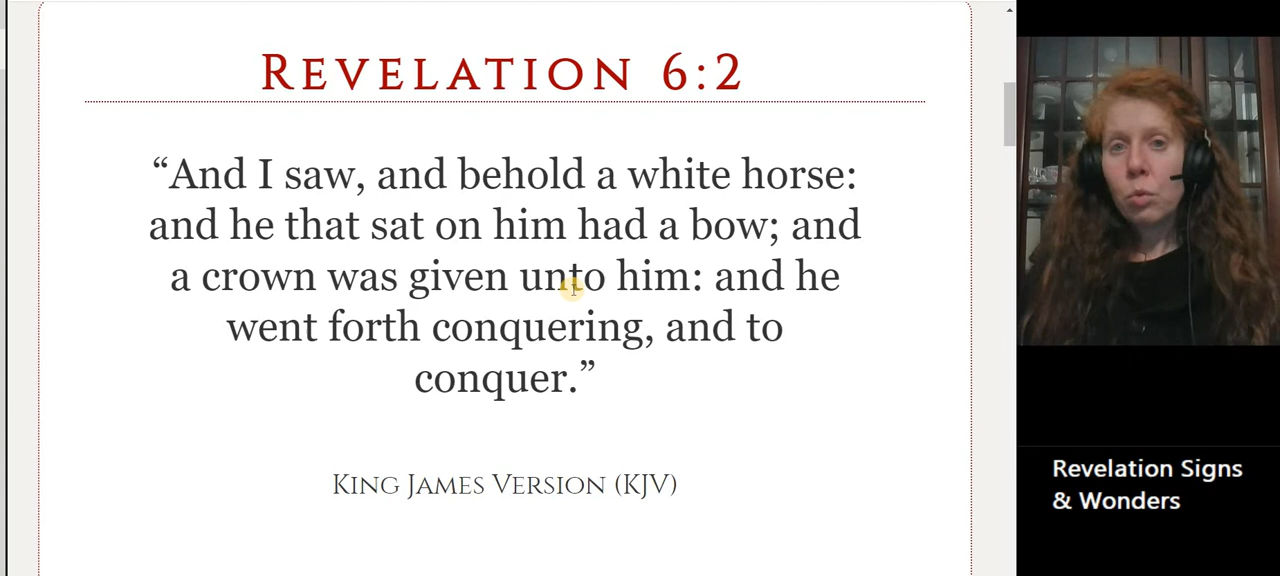 Revelation 6:2
“And I saw, and behold a white horse:
and he that sat on him had a bow; and
a crown was given unto him: and he
went forth conquering, and to
conquer.”
King James Version (KJV)
Revelation Signs
& Wonders